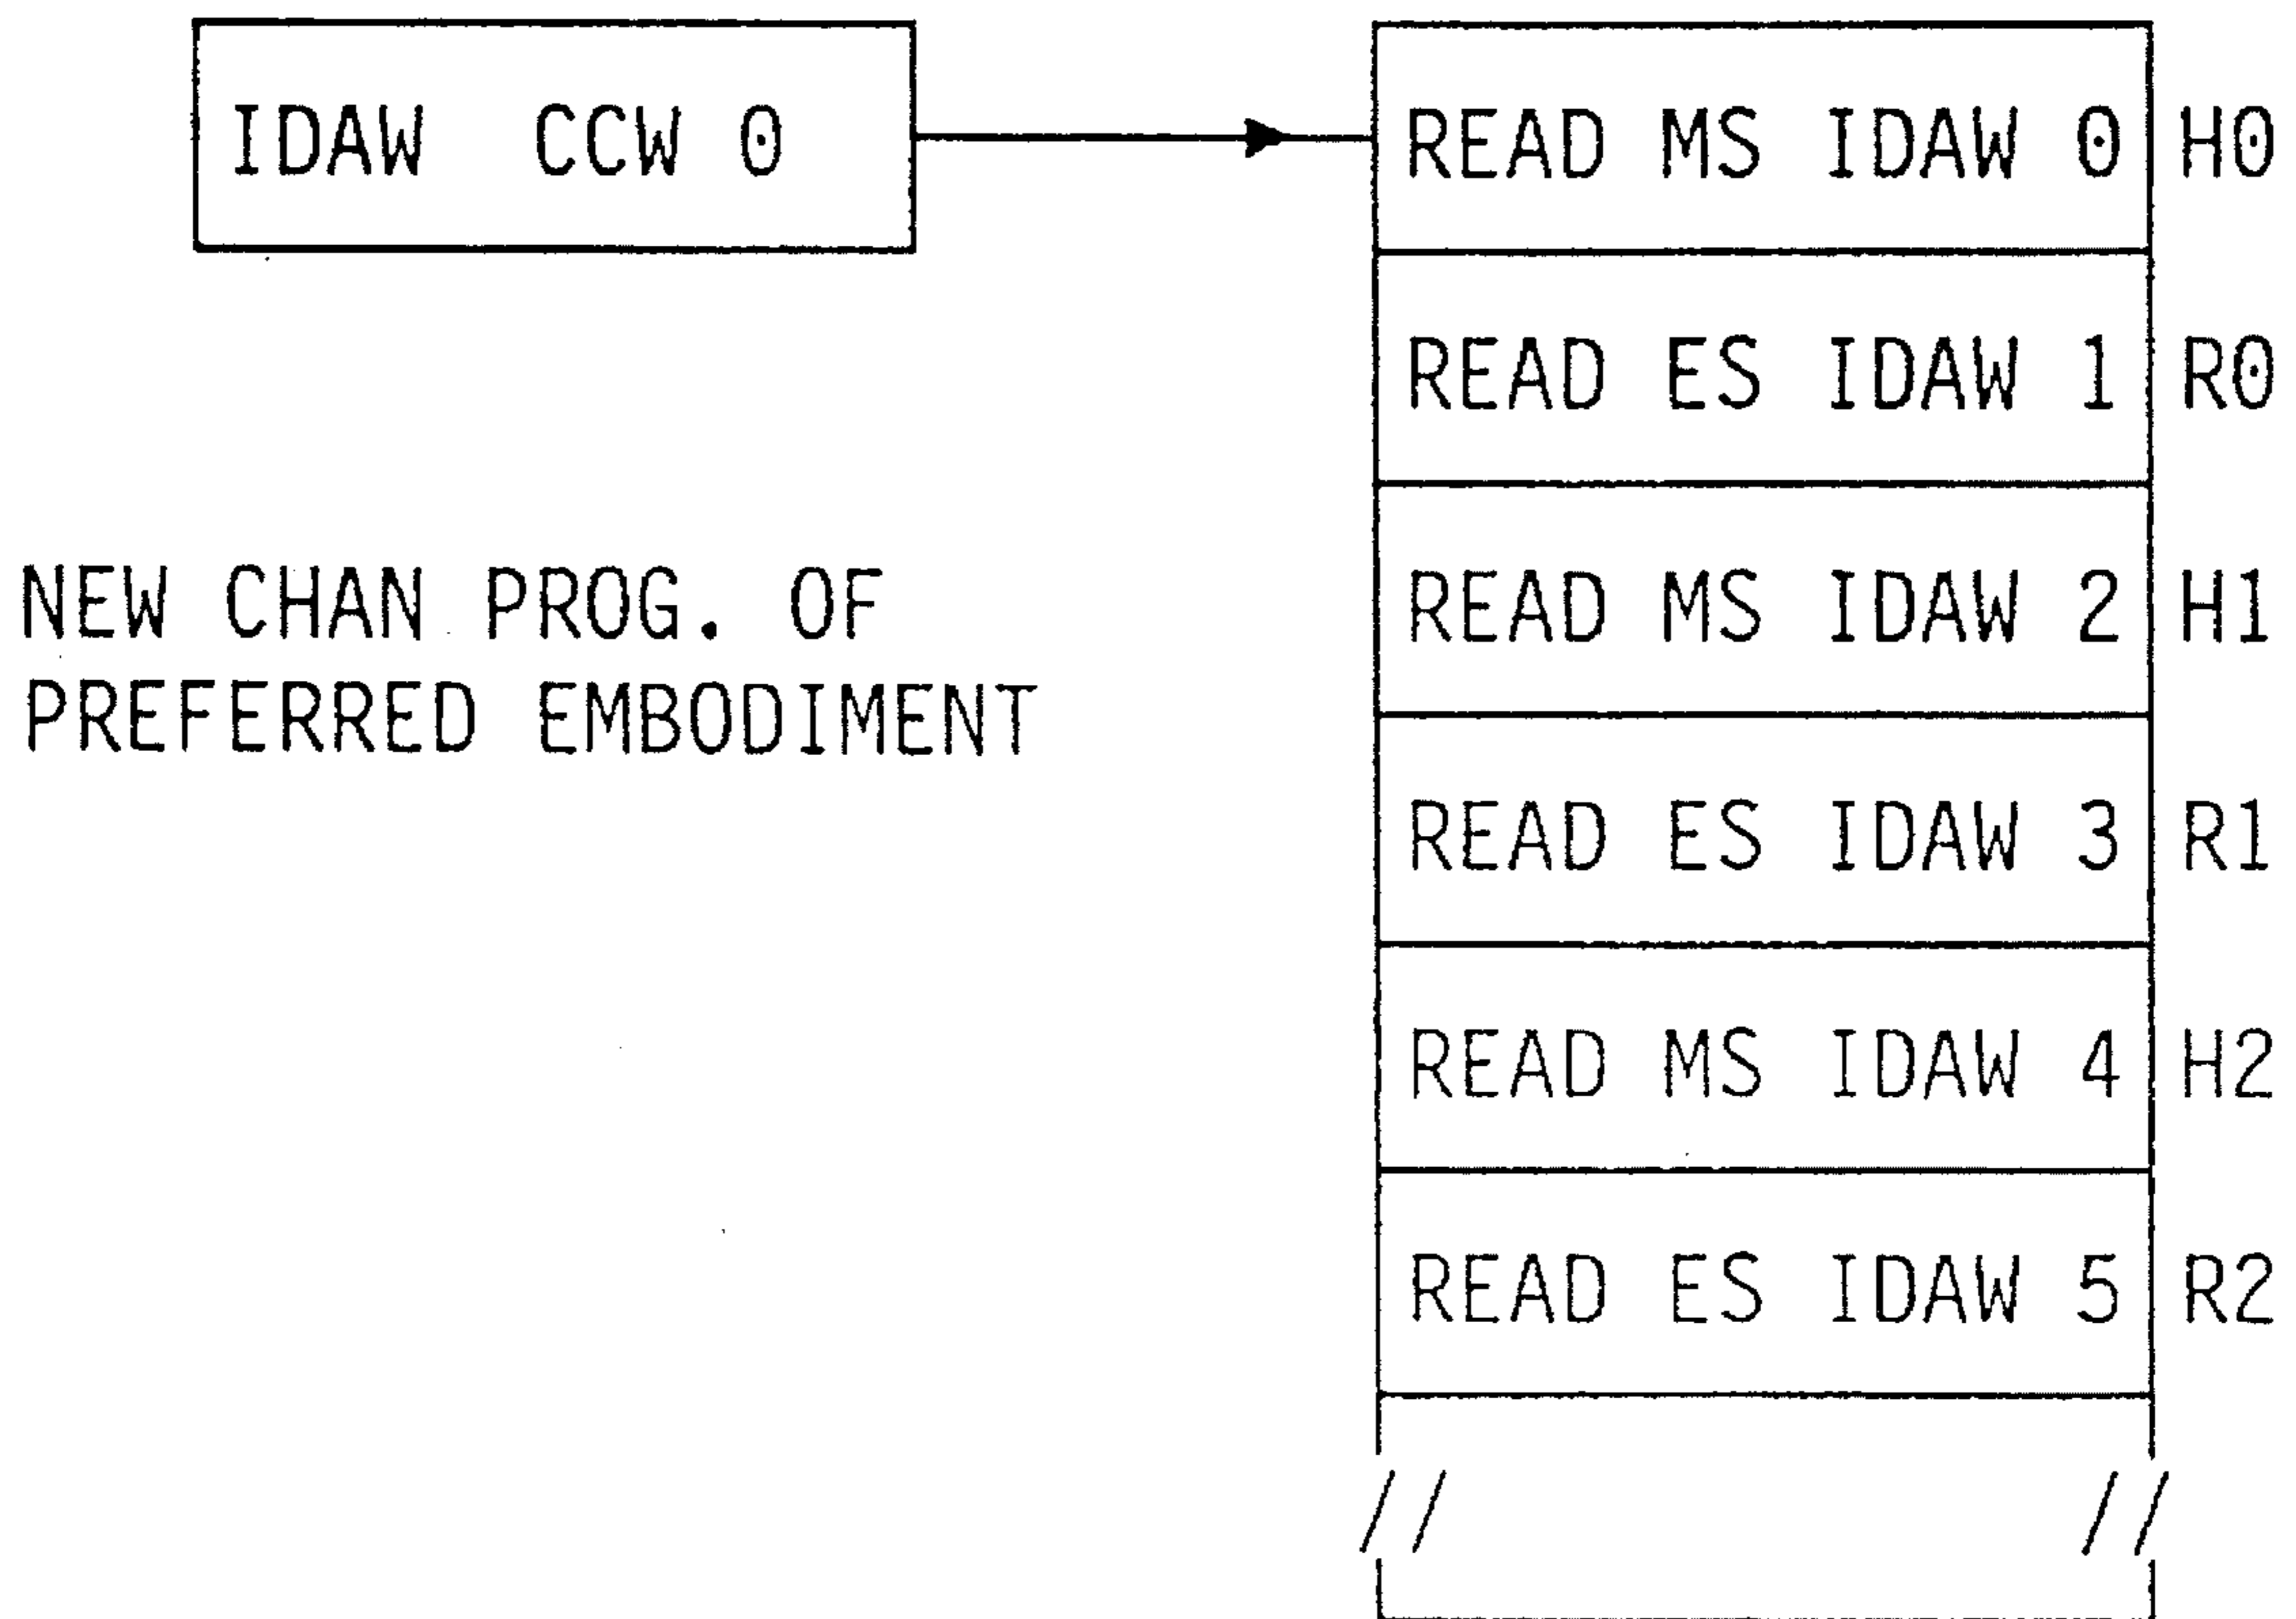 IDAW CCW 0
READ MS IDAW 0 H0
READ ES IDAW 1 R0
NEW CHAN PROG. OF
PREFERRED EMBODIMENT
READ MS IDAW 2 H1
READ ES IDAW 3 R1
READ MS IDAW 4 H2
READ ES IDAW 5 R2